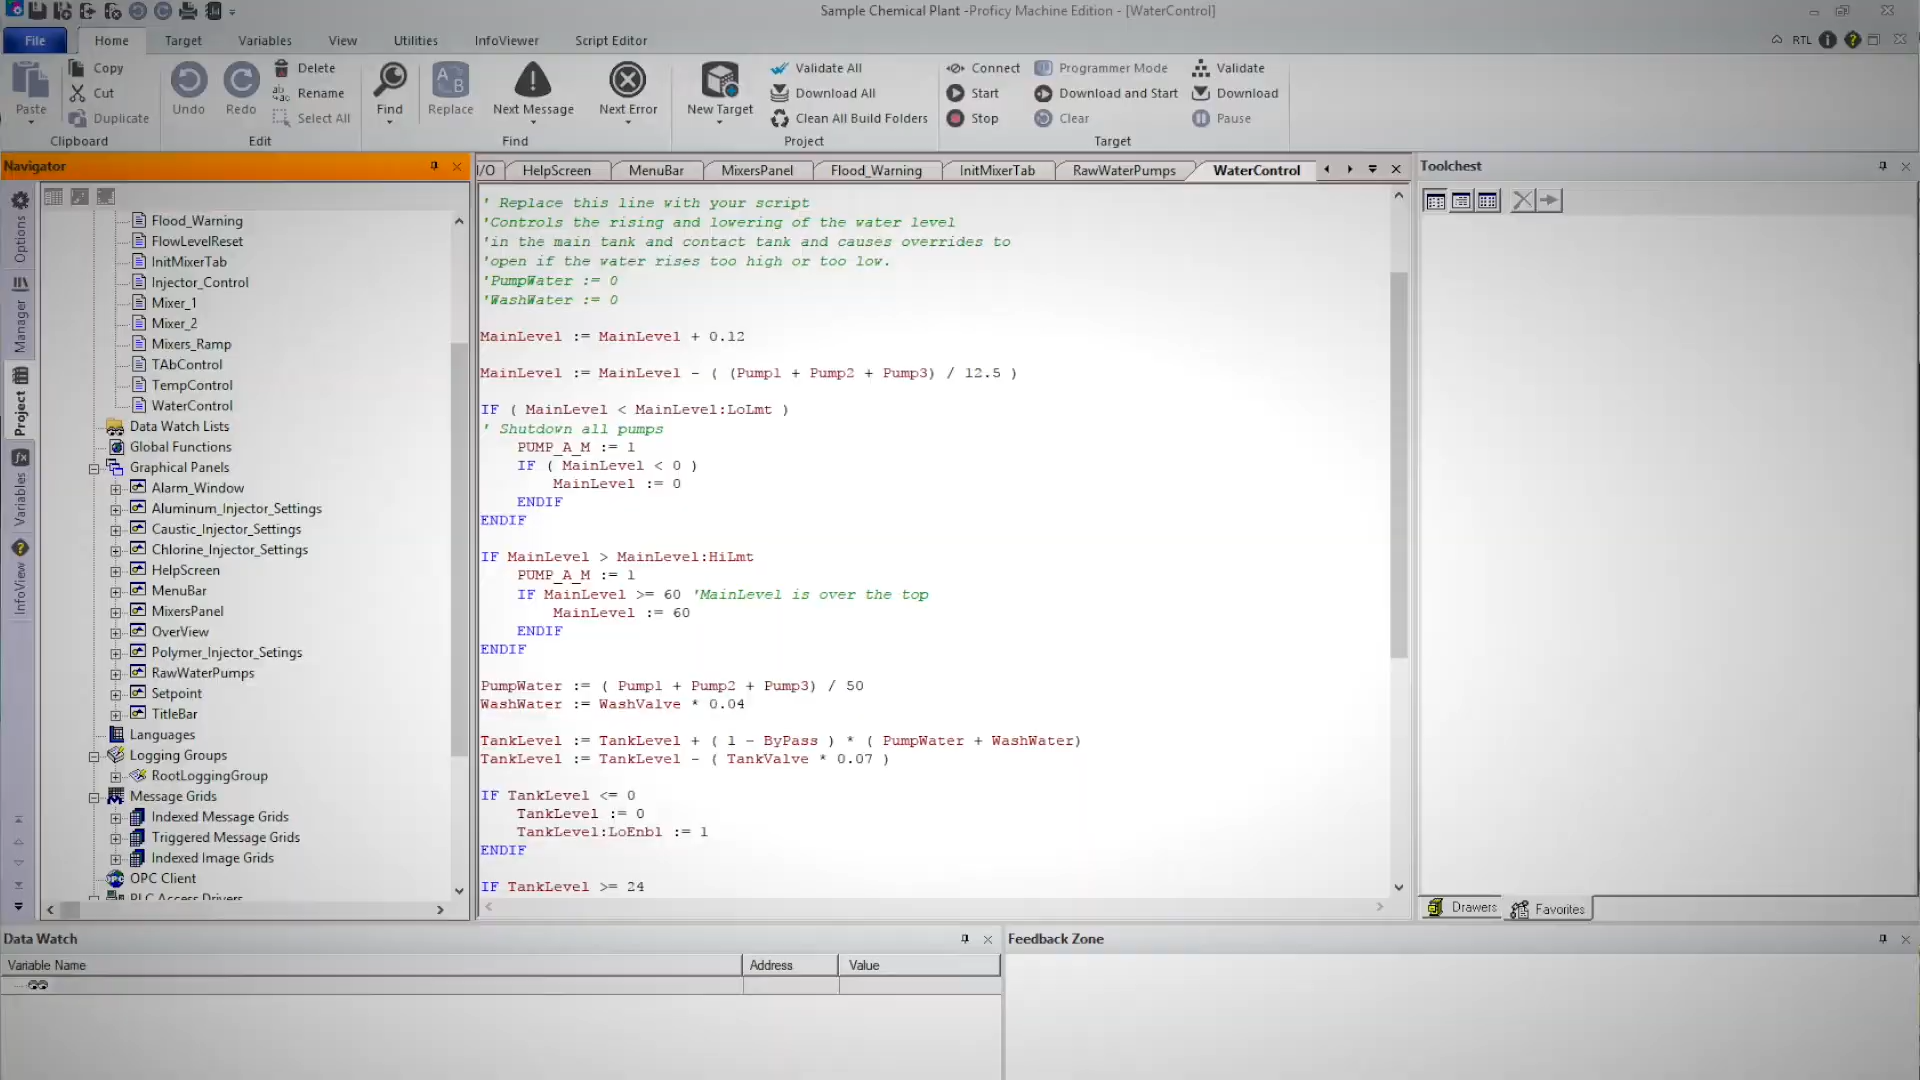 Sample Chemical Plant -Proficy Machine Edition - [WaterControl]
File Home Target Variables View Utilities InfoViewer Script Editor RTL
Paste Copy Cut Duplicate Clipboard
Undo Redo Delete Rename Select All Edit
Find Replace Next Message Next Error Find
New Target Validate All Download All Clean All Build Folders Project
Connect Start Stop Programmer Mode Download and Start Clear Validate Download Pause Target
Navigator
Options
Manager
Project
Variables
InfoView
Flood_Warning
FlowLevelReset
InitMixerTab
Injector_Control
Mixer_1
Mixer_2
Mixers_Ramp
TAbControl
TempControl
WaterControl
Data Watch Lists
Global Functions
Graphical Panels
Alarm_Window
Aluminum_Injector_Settings
Caustic_Injector_Settings
Chlorine_Injector_Settings
HelpScreen
MenuBar
MixersPanel
OverView
Polymer_Injector_Setings
RawWaterPumps
Setpoint
TitleBar
Languages
Logging Groups
RootLoggingGroup
Message Grids
Indexed Message Grids
Triggered Message Grids
Indexed Image Grids
OPC Client
PLC Access Drivers
I/O HelpScreen MenuBar MixersPanel Flood_Warning InitMixerTab RawWaterPumps WaterControl
' Replace this line with your script
'Controls the rising and lowering of the water level
'in the main tank and contact tank and causes overrides to
'open if the water rises too high or too low.
'PumpWater := 0
'WashWater := 0
MainLevel := MainLevel + 0.12
MainLevel := MainLevel - ( (Pump1 + Pump2 + Pump3) / 12.5 )
IF ( MainLevel < MainLevel:LoLmt )
' Shutdown all pumps
PUMP_A_M := 1
IF ( MainLevel < 0 )
MainLevel := 0
ENDIF
ENDIF
IF MainLevel > MainLevel:HiLmt
PUMP_A_M := 1
IF MainLevel >= 60 'MainLevel is over the top
MainLevel := 60
ENDIF
ENDIF
PumpWater := ( Pump1 + Pump2 + Pump3) / 50
WashWater := WashValve * 0.04
TankLevel := TankLevel + ( 1 - ByPass ) * ( PumpWater + WashWater)
TankLevel := TankLevel - ( TankValve * 0.07 )
IF TankLevel <= 0
TankLevel := 0
TankLevel:LoEnbl := 1
ENDIF
IF TankLevel >= 24
Toolchest
Drawers Favorites
Data Watch
Variable Name Address Value
Feedback Zone